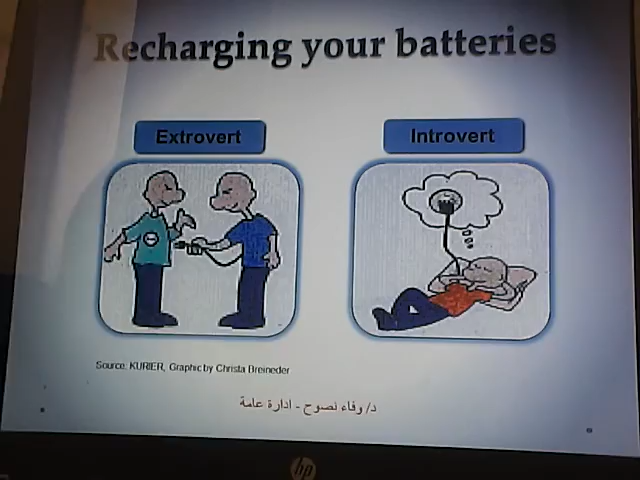 Recharging your batteries
Extrovert
Introvert
Source: KURIER, Graphic by Christa Breineder
د/ وفاء نصوح - ادارة عامة
hp